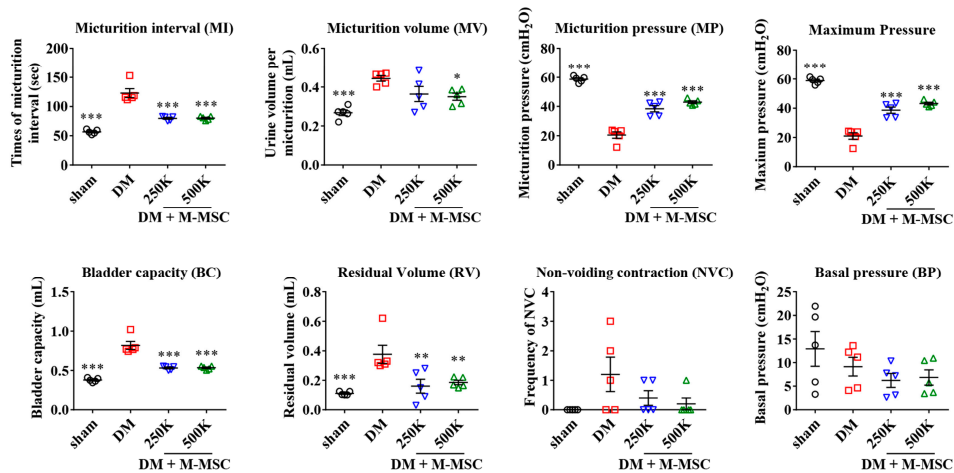 Micturition interval (MI)
Times of micturition
interval (sec)
200
150
100
50
0
***
***
***
sham
DM
250K
500K
DM + M-MSC
Micturition volume (MV)
Urine volume per
micturition (mL)
0.6
0.4
0.2
0.0
***
*
sham
DM
250K
500K
DM + M-MSC
Micturition pressure (MP)
Micturition pressure (cmH₂O)
80
60
40
20
0
***
***
***
sham
DM
250K
500K
DM + M-MSC
Maximum Pressure
Maxium pressure (cmH₂O)
80
60
40
20
0
***
***
***
sham
DM
250K
500K
DM + M-MSC
Bladder capacity (BC)
Bladder capacity (mL)
1.5
1.0
0.5
0.0
***
***
***
sham
DM
250K
500K
DM + M-MSC
Residual Volume (RV)
Residual volume (mL)
0.8
0.6
0.4
0.2
0.0
***
**
**
sham
DM
250K
500K
DM + M-MSC
Non-voiding contraction (NVC)
Frequency of NVC
4
3
2
1
0
sham
DM
250K
500K
DM + M-MSC
Basal pressure (BP)
Basal pressure (cmH₂O)
25
20
15
10
5
0
sham
DM
250K
500K
DM + M-MSC